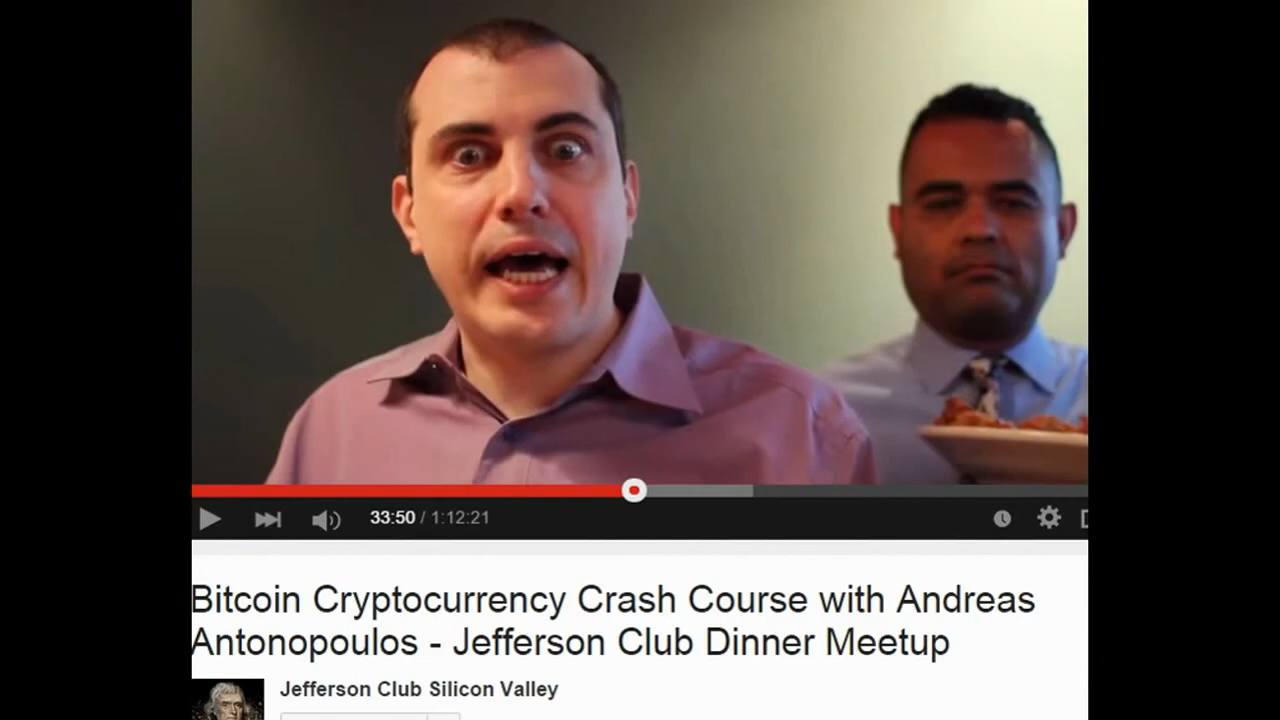 33:50 / 1:12:21
Bitcoin Cryptocurrency Crash Course with Andreas
Antonopoulos - Jefferson Club Dinner Meetup
Jefferson Club Silicon Valley